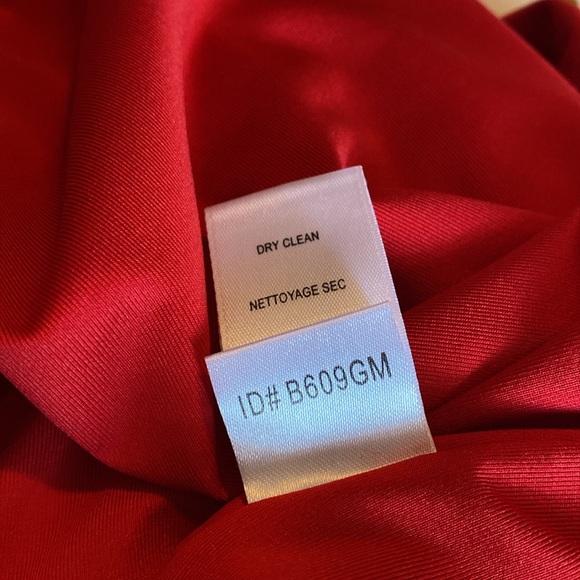 DRY CLEAN
NETTOYAGE SEC
ID# B609GM